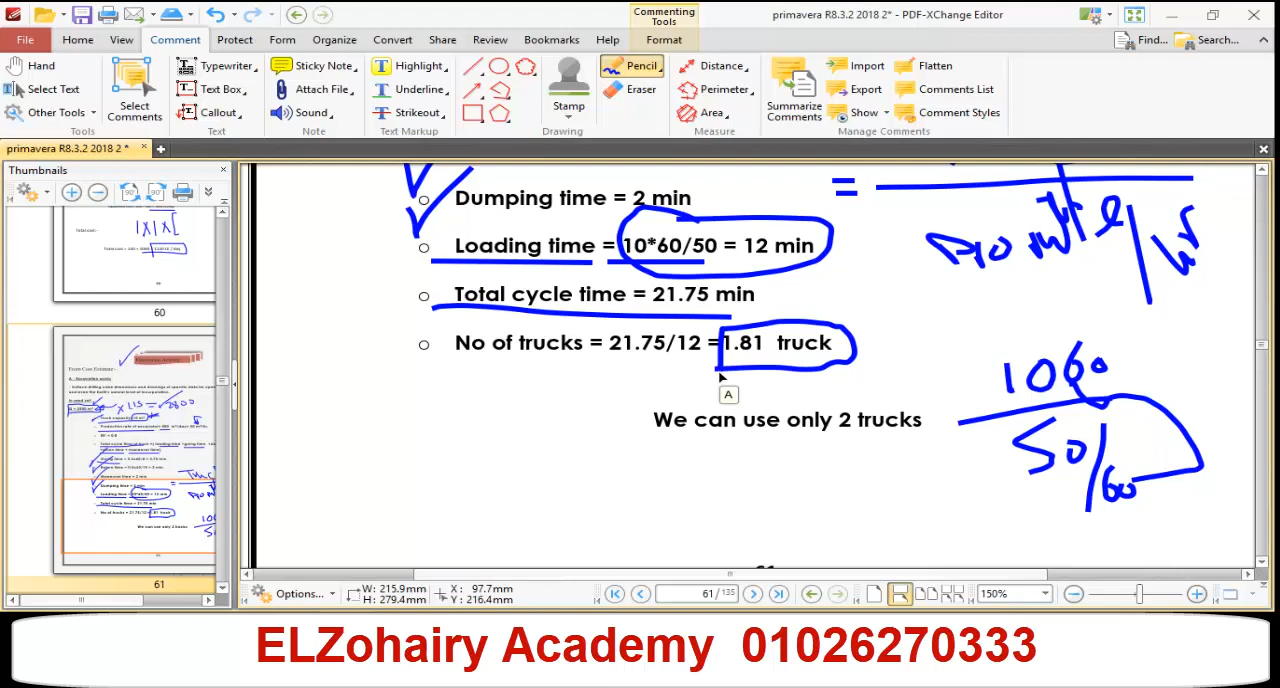 Commenting
Tools
primavera R8.3.2 2018 2* - PDF-XChange Editor
File Home View Comment Protect Form Organize Convert Share Review Bookmarks Help Format Find... Search...
Hand
Select Text
Other Tools
Tools
Select
Comments
Typewriter
Text Box
Callout
Text
Sticky Note
Attach File
Sound
Note
Highlight
Underline
Strikeout
Text Markup
Stamp
Pencil
Eraser
Drawing
Distance
Perimeter
Area
Measure
Summarize
Comments
Import
Export
Show
Flatten
Comments List
Comment Styles
Manage Comments
primavera R8.3.2 2018 2 *
Thumbnails
60
61
Dumping time = 2 min
Loading time = 10*60/50 = 12 min
Total cycle time = 21.75 min
No of trucks = 21.75/12 =1.81 truck
A
We can use only 2 trucks
=
10 60
50/60
Options...
W: 215.9mm
H: 279.4mm
X: 97.7mm
Y: 216.4mm
61 / 135
150%
ELZohairy Academy 01026270333